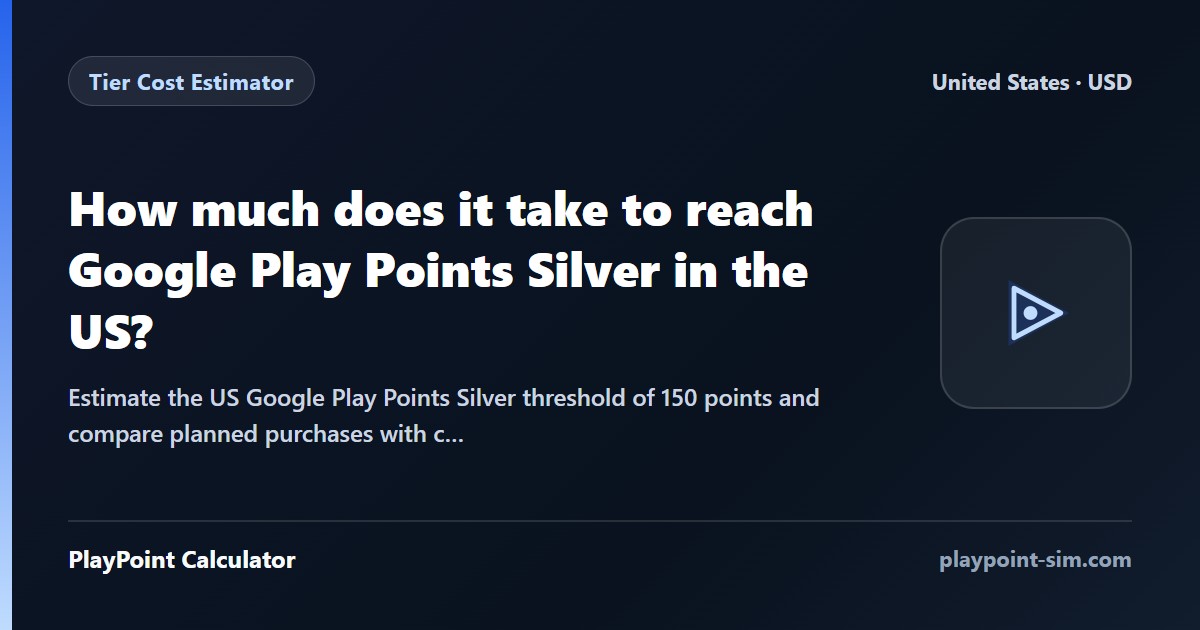 Tier Cost Estimator
United States · USD
How much does it take to reach
Google Play Points Silver in the
US?
Estimate the US Google Play Points Silver threshold of 150 points and
compare planned purchases with c...
PlayPoint Calculator
playpoint-sim.com